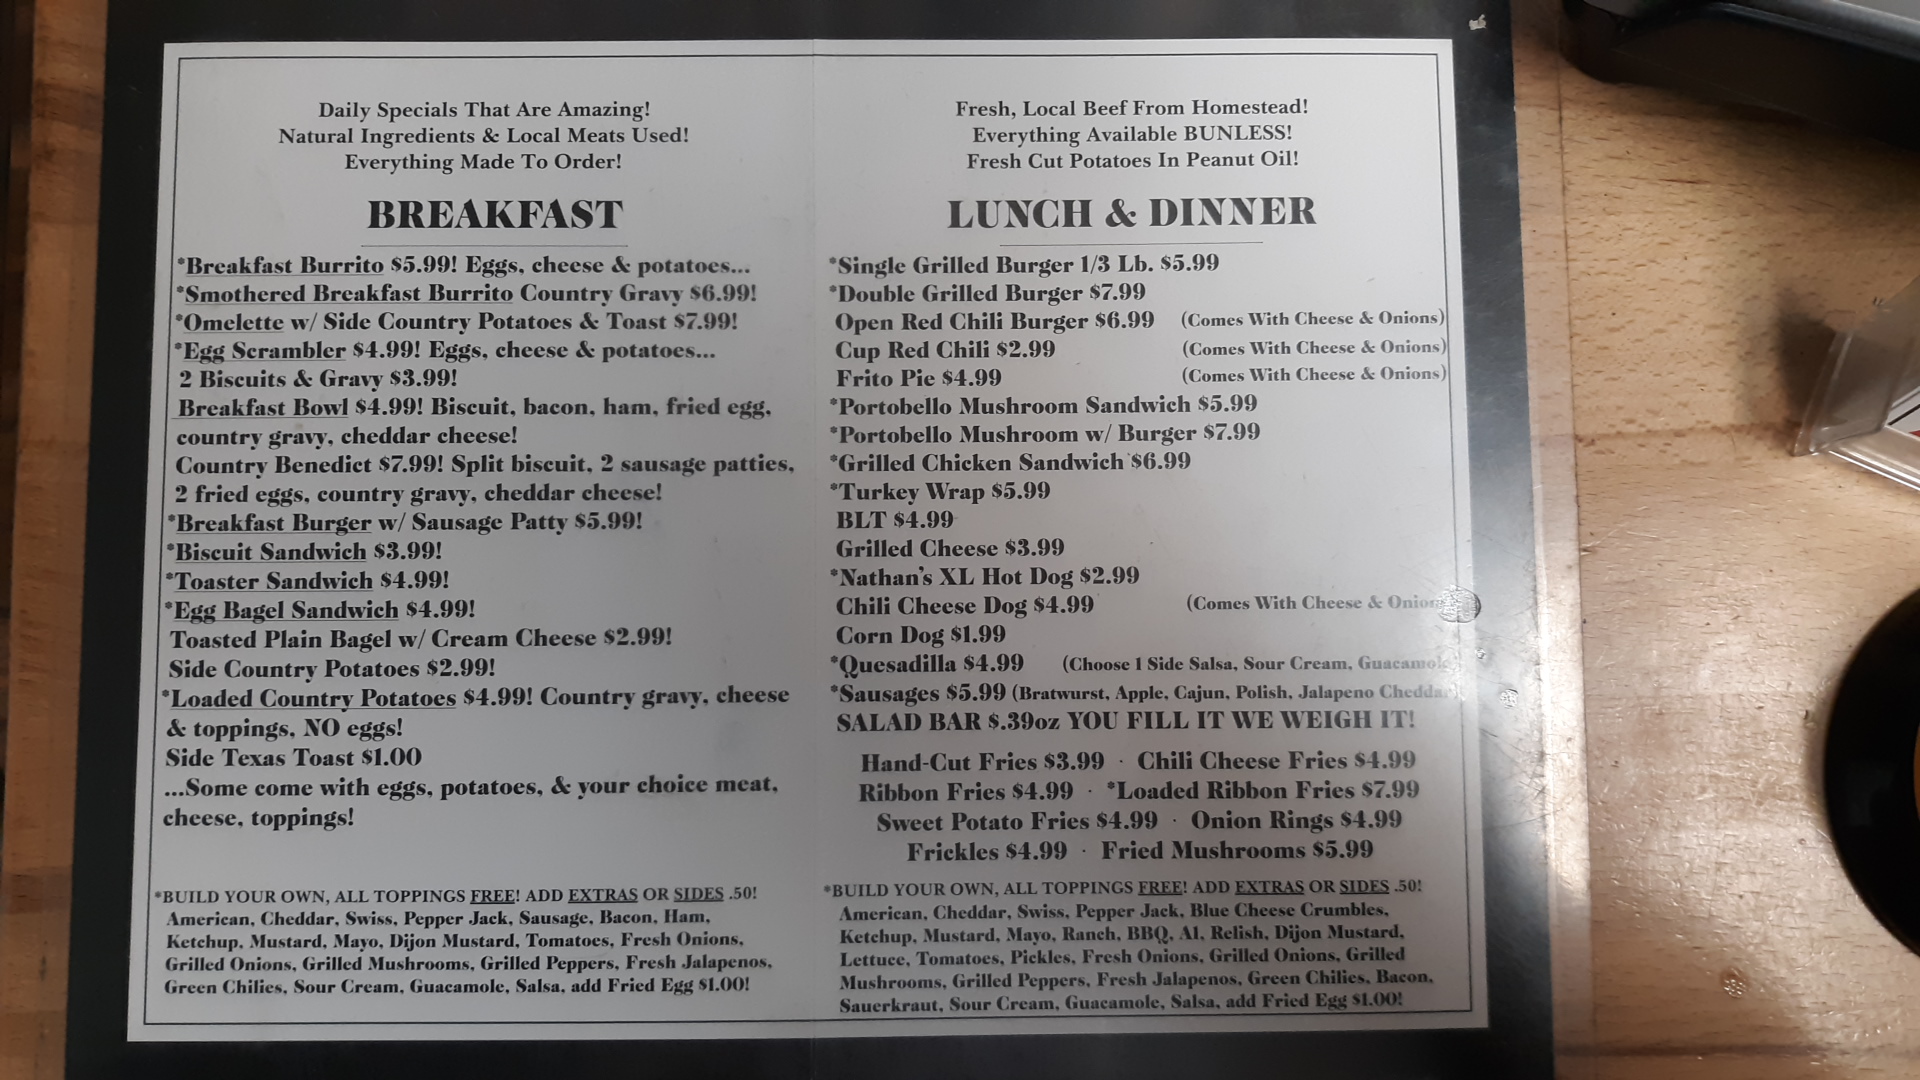 Daily Specials That Are Amazing!
Natural Ingredients & Local Meats Used!
Everything Made To Order!
BREAKFAST
*Breakfast Burrito $5.99! Eggs, cheese & potatoes...
*Smothered Breakfast Burrito Country Gravy $6.99!
*Omelette w/ Side Country Potatoes & Toast $7.99!
*Egg Scrambler $4.99! Eggs, cheese & potatoes...
2 Biscuits & Gravy $3.99!
Breakfast Bowl $4.99! Biscuit, bacon, ham, fried egg,
country gravy, cheddar cheese!
Country Benedict $7.99! Split biscuit, 2 sausage patties,
2 fried eggs, country gravy, cheddar cheese!
*Breakfast Burger w/ Sausage Patty $5.99!
*Biscuit Sandwich $3.99!
*Toaster Sandwich $4.99!
*Egg Bagel Sandwich $4.99!
Toasted Plain Bagel w/ Cream Cheese $2.99!
Side Country Potatoes $2.99!
*Loaded Country Potatoes $4.99! Country gravy, cheese
& toppings, NO eggs!
Side Texas Toast $1.00
...Some come with eggs, potatoes, & your choice meat,
cheese, toppings!
*BUILD YOUR OWN, ALL TOPPINGS FREE! ADD EXTRAS OR SIDES .50!
American, Cheddar, Swiss, Pepper Jack, Sausage, Bacon, Ham,
Ketchup, Mustard, Mayo, Dijon Mustard, Tomatoes, Fresh Onions,
Grilled Onions, Grilled Mushrooms, Grilled Peppers, Fresh Jalapenos,
Green Chilies, Sour Cream, Guacamole, Salsa, add Fried Egg $1.00!
Fresh, Local Beef From Homestead!
Everything Available BUNLESS!
Fresh Cut Potatoes In Peanut Oil!
LUNCH & DINNER
*Single Grilled Burger 1/3 Lb. $5.99
*Double Grilled Burger $7.99
Open Red Chili Burger $6.99 (Comes With Cheese & Onions)
Cup Red Chili $2.99 (Comes With Cheese & Onions)
Frito Pie $4.99 (Comes With Cheese & Onions)
*Portobello Mushroom Sandwich $5.99
*Portobello Mushroom w/ Burger $7.99
*Grilled Chicken Sandwich $6.99
*Turkey Wrap $5.99
BLT $4.99
Grilled Cheese $3.99
*Nathan's XL Hot Dog $2.99
Chili Cheese Dog $4.99 (Comes With Cheese &
Corn Dog $1.99
*Quesadilla $4.99 (Choose 1 Side Salsa, Sour Cream, Guacamole
*Sausages $5.99 (Bratwurst, Apple, Cajun, Polish, Jalapeno Cheddar)
SALAD BAR $.39oz YOU FILL IT WE WEIGH IT!
Hand-Cut Fries $3.99 · Chili Cheese Fries $4.99
Ribbon Fries $4.99 · *Loaded Ribbon Fries $7.99
Sweet Potato Fries $4.99 · Onion Rings $4.99
Frickles $4.99 · Fried Mushrooms $5.99
*BUILD YOUR OWN, ALL TOPPINGS FREE! ADD EXTRAS OR SIDES .50!
American, Cheddar, Swiss, Pepper Jack, Blue Cheese Crumbles,
Ketchup, Mustard, Mayo, Ranch, BBQ, A1, Relish, Dijon Mustard,
Lettuce, Tomatoes, Pickles, Fresh Onions, Grilled Onions, Grilled
Mushrooms, Grilled Peppers, Fresh Jalapenos, Green Chilies, Bacon,
Sauerkraut, Sour Cream, Guacamole, Salsa, add Fried Egg $1.00!